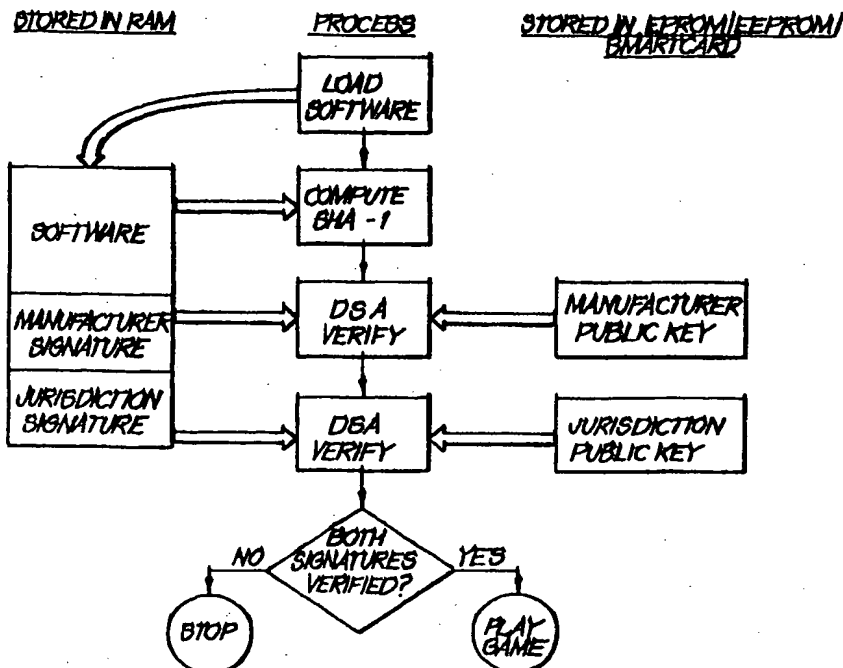 STORED IN RAM
PROCESS
STORED IN EPROM/EEPROM/
SMARTCARD
LOAD
SOFTWARE
SOFTWARE
COMPUTE
SHA-1
MANUFACTURER
SIGNATURE
DSA
VERIFY
MANUFACTURER
PUBLIC KEY
JURISDICTION
SIGNATURE
DSA
VERIFY
JURISDICTION
PUBLIC KEY
BOTH
SIGNATURES
VERIFIED?
NO
YES
STOP
PLAY
GAME